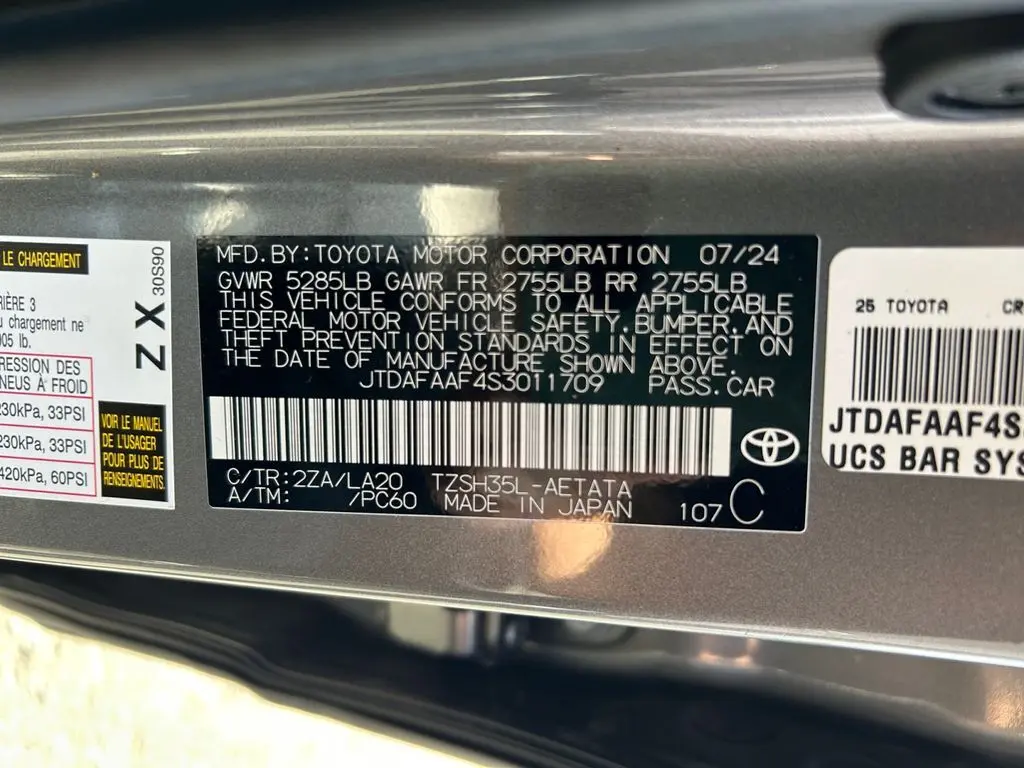 LE CHARGEMENT
RIÈRE 3
u chargement ne
905 lb.
RESSION DES
NEUS À FROID
230kPa, 33PSI
230kPa, 33PSI
420kPa, 60PSI
VOIR LE MANUEL
DE L'USAGER
POUR PLUS DE
RENSEIGNEMENTS.
Z X
30S90
MFD.BY:TOYOTA MOTOR CORPORATION 07/24
GVWR 5285LB GAWR FR 2755LB RR 2755LB
THIS VEHICLE CONFORMS TO ALL APPLICABLE
FEDERAL MOTOR VEHICLE SAFETY,BUMPER,AND
THEFT PREVENTION STANDARDS IN EFFECT ON
THE DATE OF MANUFACTURE SHOWN ABOVE.
JTDAFAAF4S3011709 PASS.CAR
C/TR:2ZA/LA20 TZSH35L-AETATA
A/TM: /PC60 MADE IN JAPAN 107 C
25 TOYOTA CR
JTDAFAAF4S
UCS BAR SYS